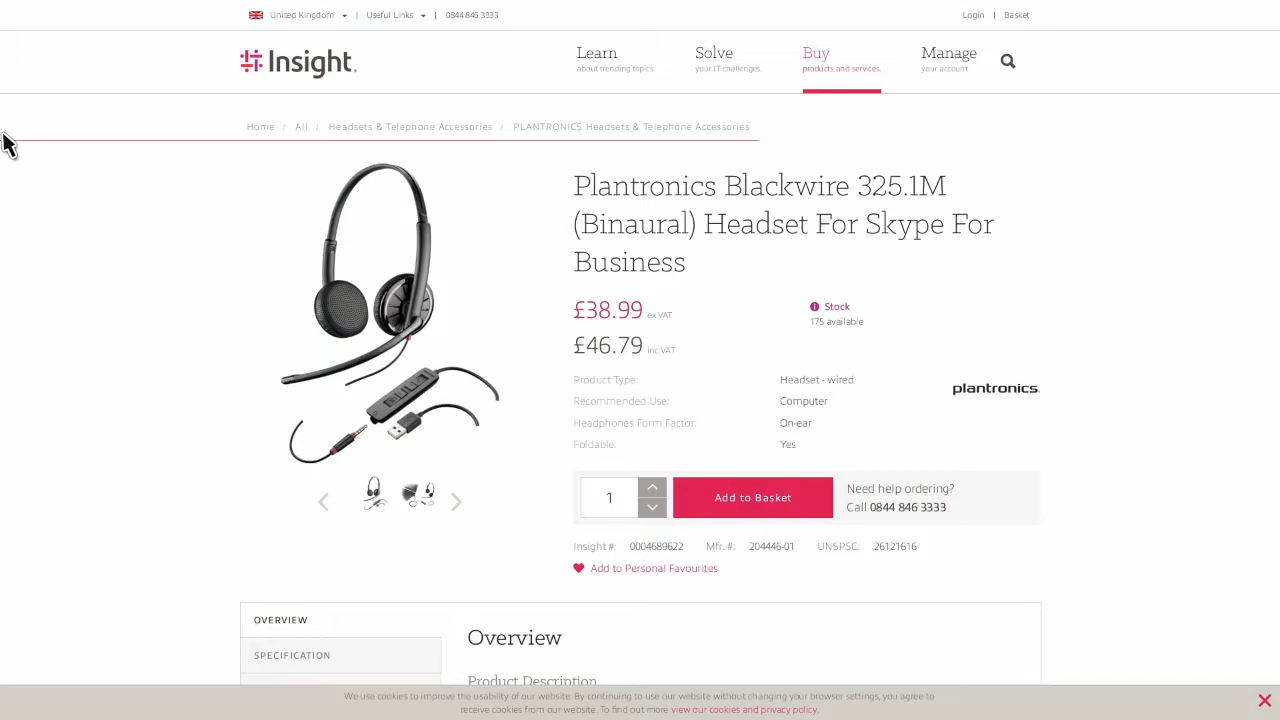 United Kingdom | Useful Links | 0844 846 3333
Login | Basket
Insight.
Learn
about trending topics.
Solve
your IT challenges.
Buy
products and services.
Manage
your account
Home / All / Headsets & Telephone Accessories / PLANTRONICS Headsets & Telephone Accessories
Plantronics Blackwire 325.1M
(Binaural) Headset For Skype For
Business
£38.99 ex VAT
Stock
175 available
£46.79 inc VAT
Product Type: Headset - wired
Recommended Use: Computer
Headphones Form Factor: On-ear
Foldable: Yes
plantronics.
1
Add to Basket
Need help ordering?
Call 0844 846 3333
Insight #: 0004689622 Mfr. #: 204446-01 UNSPSC: 26121616
Add to Personal Favourites
OVERVIEW
SPECIFICATION
Overview
Product Description
We use cookies to improve the usability of our website. By continuing to use our website without changing your browser settings, you agree to
receive cookies from our website. To find out more view our cookies and privacy policy.